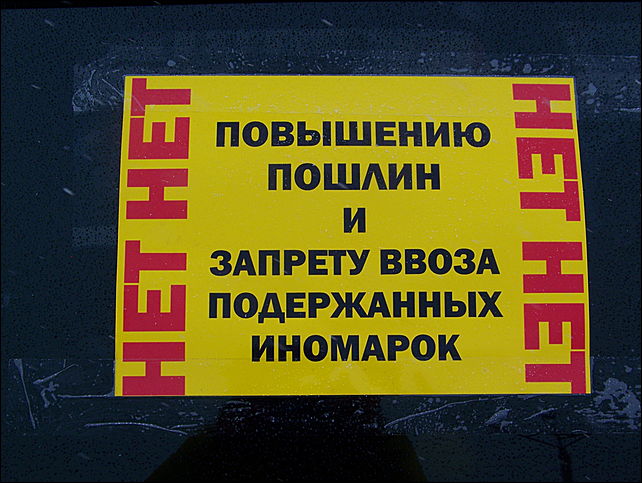 НЕТ НЕТ
ПОВЫШЕНИЮ
ПОШЛИН
И
ЗАПРЕТУ ВВОЗА
ПОДЕРЖАННЫХ
ИНОМАРОК
НЕТ НЕТ